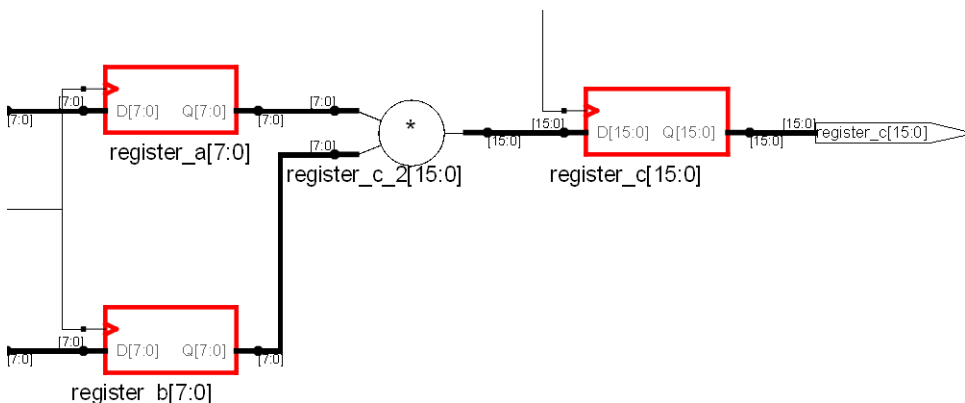 [7:0]
[7:0]
D[7:0]
Q[7:0]
[7:0]
register_a[7:0]
[7:0]
*
[7:0]
register_c_2[15:0]
[15:0]
[15:0]
D[15:0]
Q[15:0]
[15:0]
register_c[15:0]
[15:0]
register_c[15:0]
[7:0]
[7:0]
D[7:0]
Q[7:0]
[7:0]
register_b[7:0]